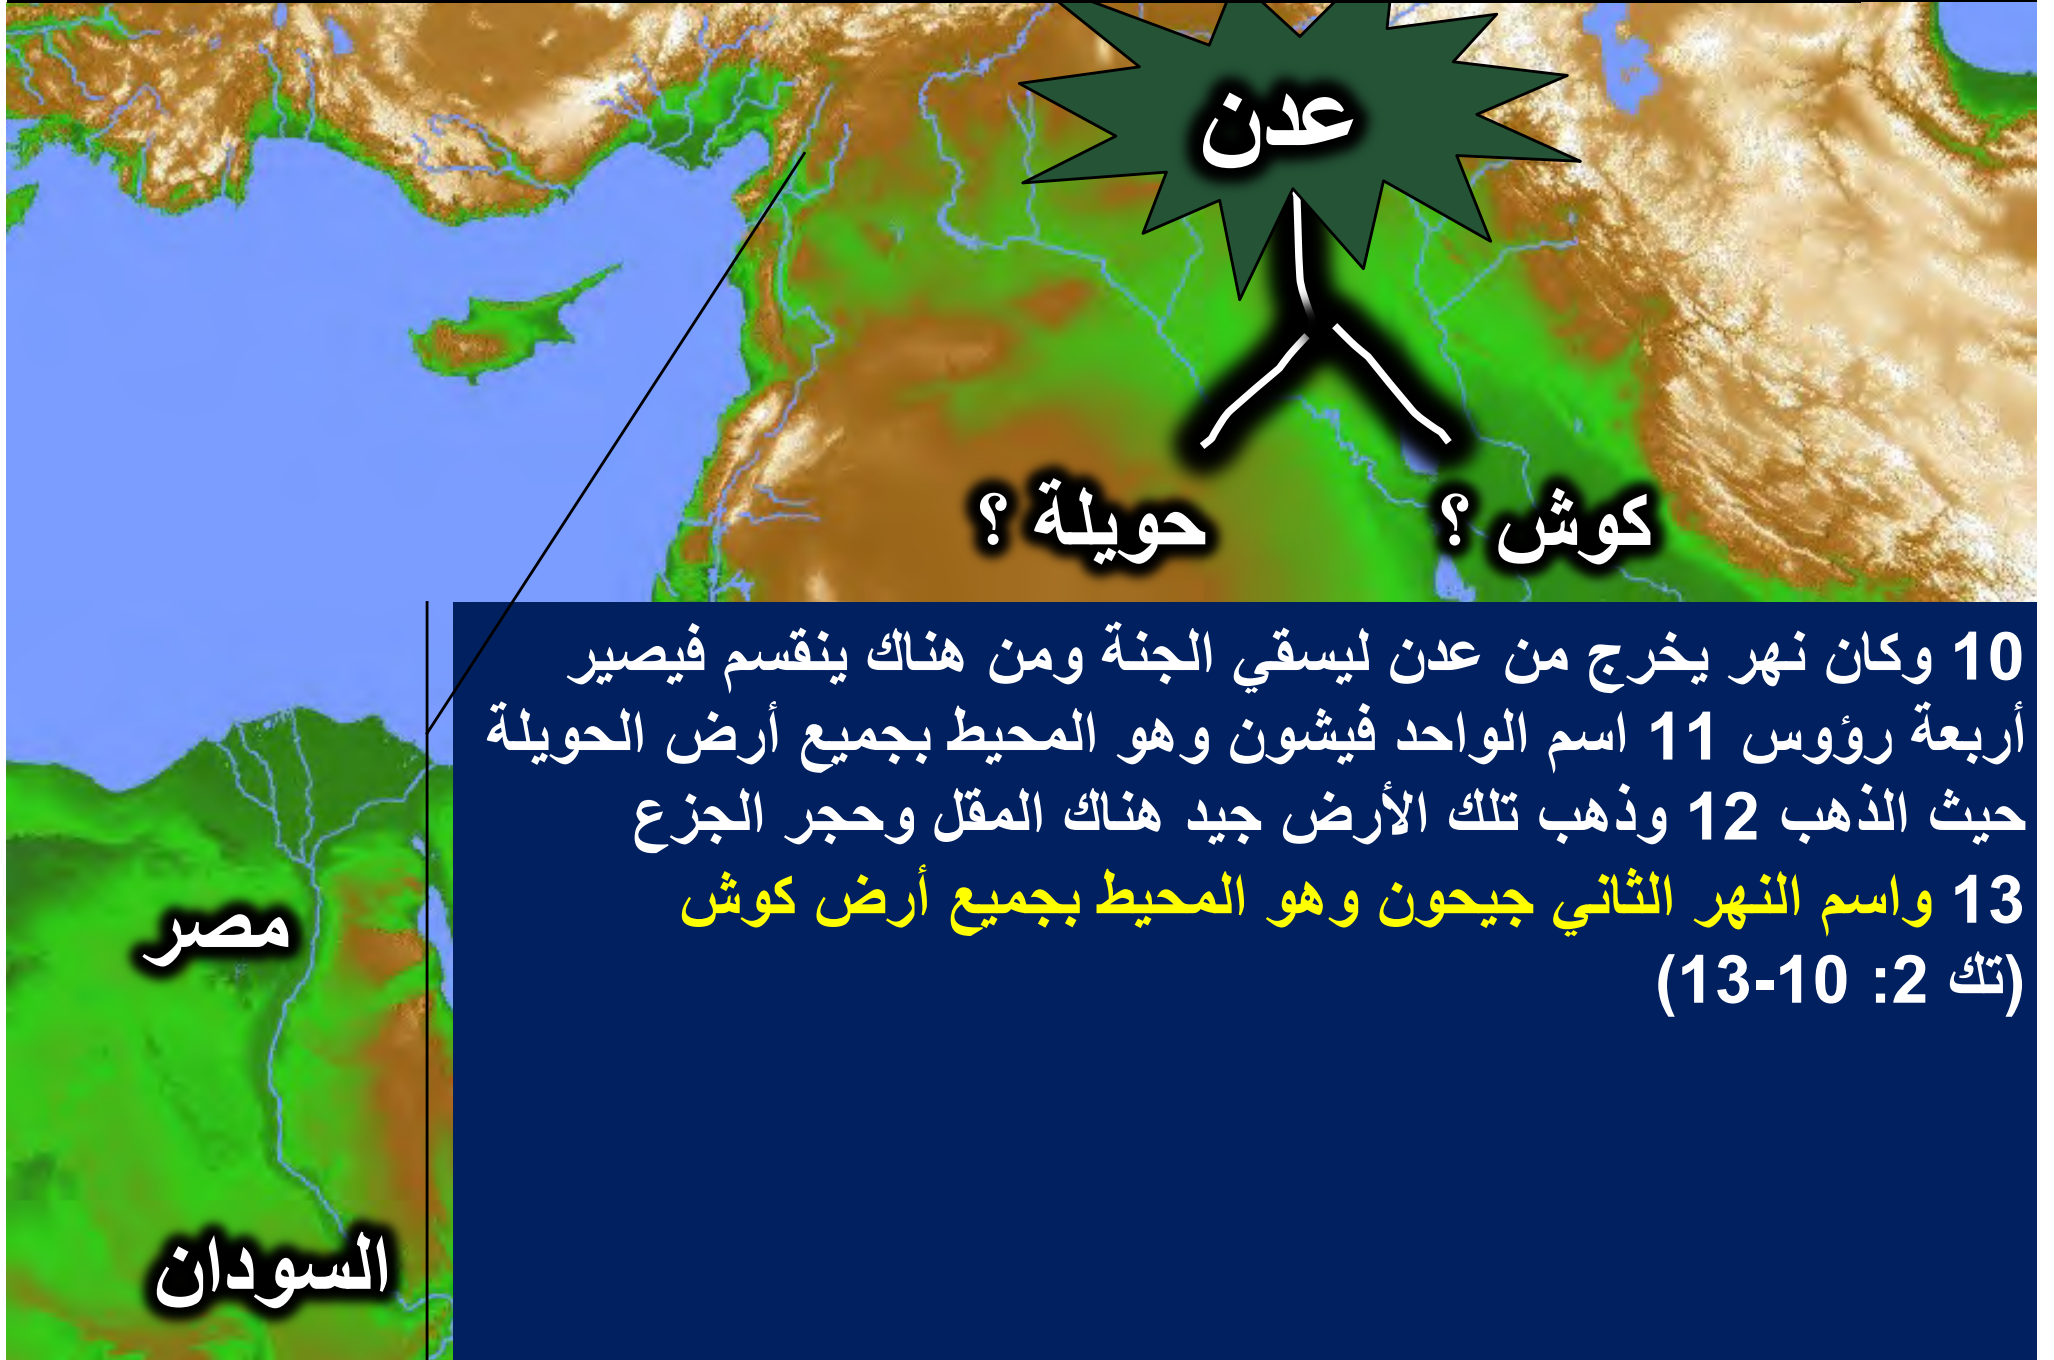 عدن
حويلة ؟
كوش ؟
10 وكان نهر يخرج من عدن ليسقي الجنة ومن هناك ينقسم فيصير
أربعة رؤوس 11 اسم الواحد فيشون وهو المحيط بجميع أرض الحويلة
حيث الذهب 12 وذهب تلك الأرض جيد هناك المقل وحجر الجزع
13 واسم النهر الثاني جيحون وهو المحيط بجميع أرض كوش
(تك 2: 10-13)
مصر
السودان